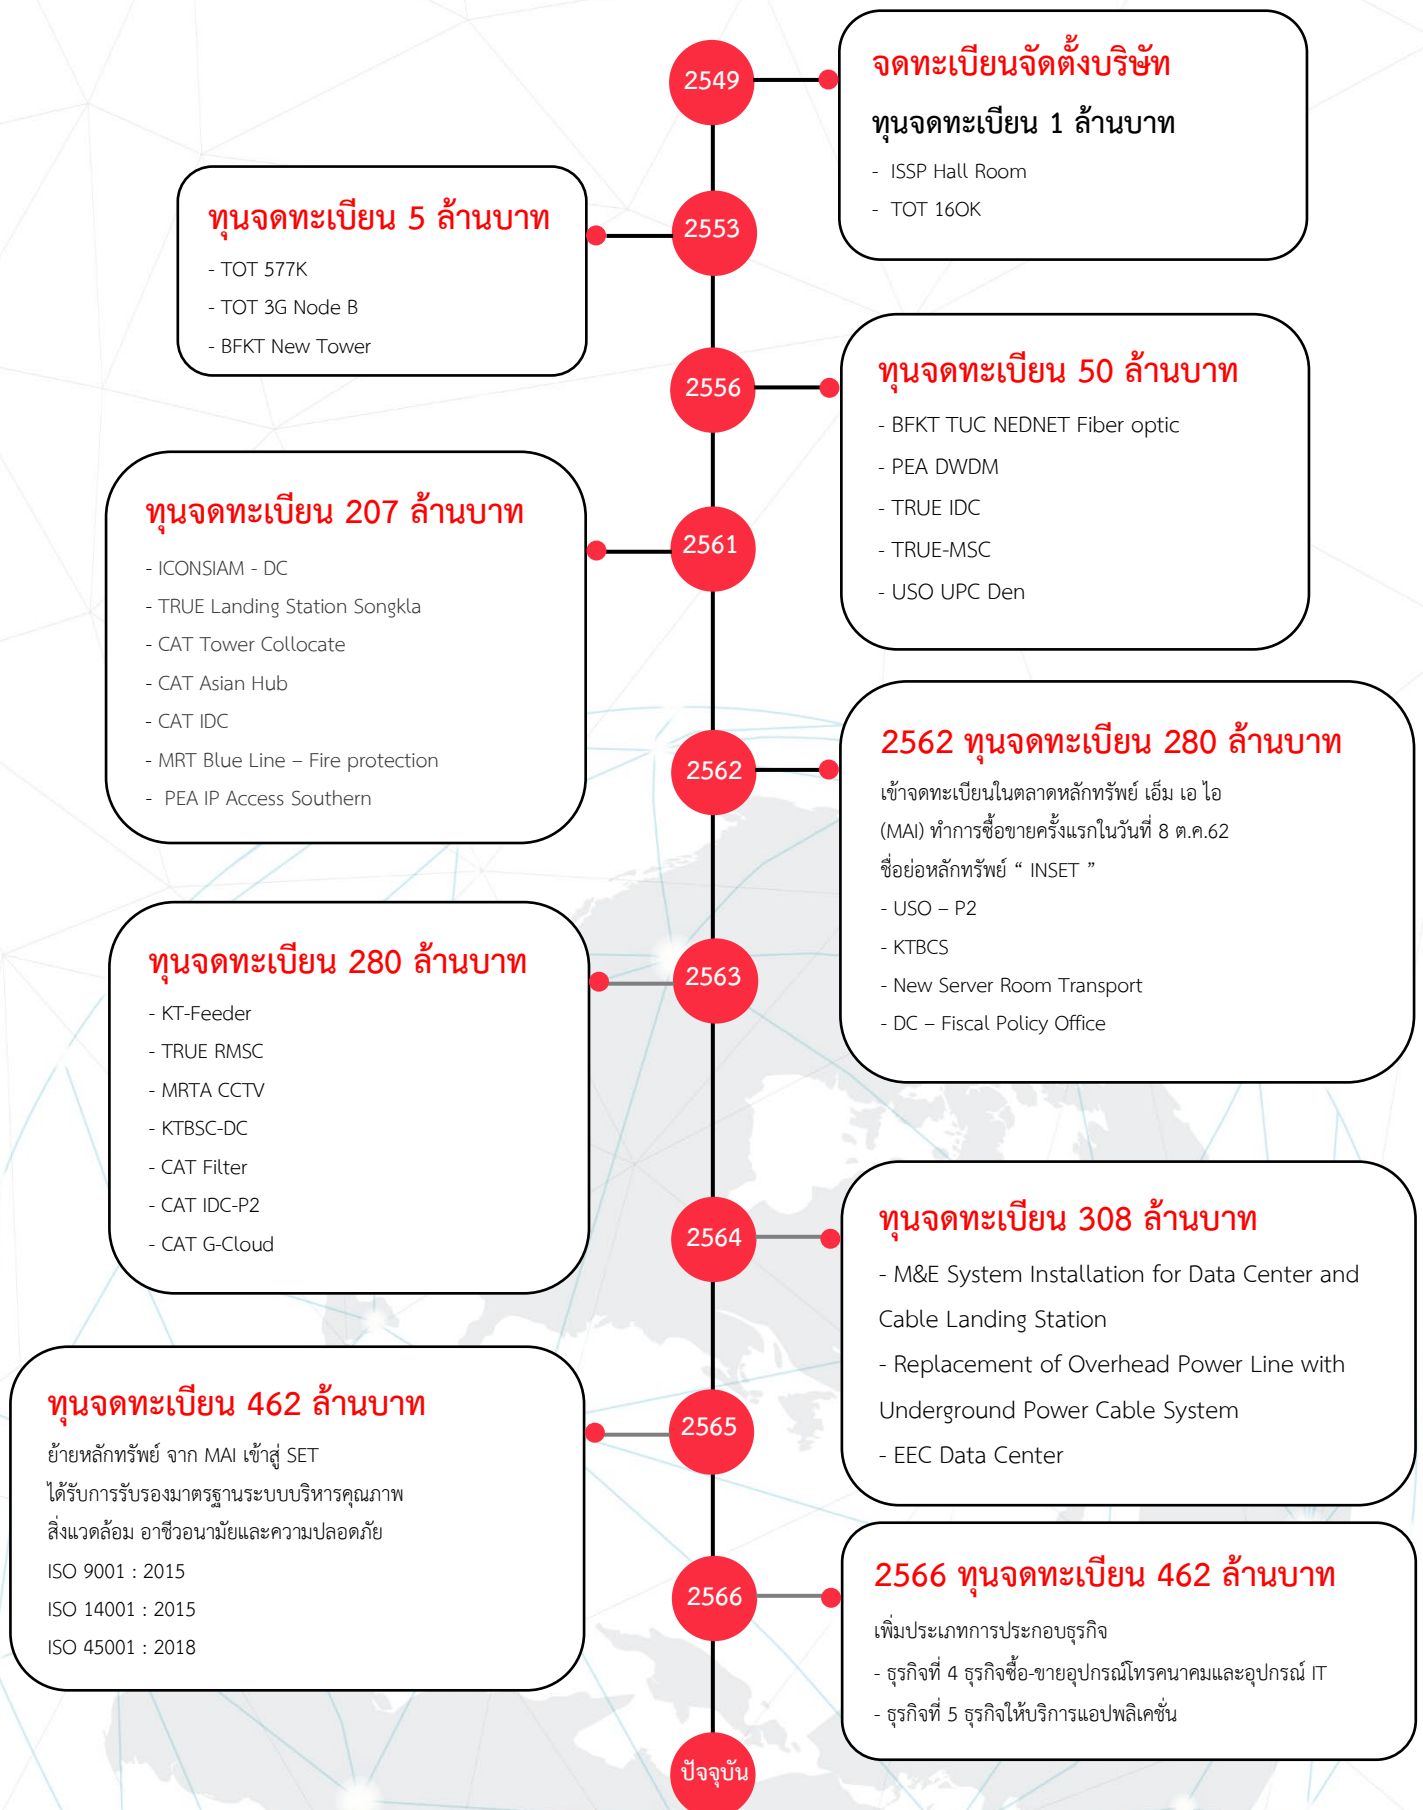 2549
จดทะเบียนจัดตั้งบริษัท
ทุนจดทะเบียน 1 ล้านบาท
- ISSP Hall Room
- TOT 16OK
2553
ทุนจดทะเบียน 5 ล้านบาท
- TOT 577K
- TOT 3G Node B
- BFKT New Tower
2556
ทุนจดทะเบียน 50 ล้านบาท
- BFKT TUC NEDNET Fiber optic
- PEA DWDM
- TRUE IDC
- TRUE-MSC
- USO UPC Den
2561
ทุนจดทะเบียน 207 ล้านบาท
- ICONSIAM - DC
- TRUE Landing Station Songkla
- CAT Tower Collocate
- CAT Asian Hub
- CAT IDC
- MRT Blue Line – Fire protection
- PEA IP Access Southern
2562
2562 ทุนจดทะเบียน 280 ล้านบาท
เข้าจดทะเบียนในตลาดหลักทรัพย์ เอ็ม เอ ไอ
(MAI) ทำการซื้อขายครั้งแรกในวันที่ 8 ต.ค.62
ชื่อย่อหลักทรัพย์ “ INSET ”
- USO – P2
- KTBCS
- New Server Room Transport
- DC – Fiscal Policy Office
2563
ทุนจดทะเบียน 280 ล้านบาท
- KT-Feeder
- TRUE RMSC
- MRTA CCTV
- KTBSC-DC
- CAT Filter
- CAT IDC-P2
- CAT G-Cloud
2564
ทุนจดทะเบียน 308 ล้านบาท
- M&E System Installation for Data Center and
Cable Landing Station
- Replacement of Overhead Power Line with
Underground Power Cable System
- EEC Data Center
2565
ทุนจดทะเบียน 462 ล้านบาท
ย้ายหลักทรัพย์ จาก MAI เข้าสู่ SET
ได้รับการรับรองมาตรฐานระบบบริหารคุณภาพ
สิ่งแวดล้อม อาชีวอนามัยและความปลอดภัย
ISO 9001 : 2015
ISO 14001 : 2015
ISO 45001 : 2018
2566
2566 ทุนจดทะเบียน 462 ล้านบาท
เพิ่มประเภทการประกอบธุรกิจ
- ธุรกิจที่ 4 ธุรกิจซื้อ-ขายอุปกรณ์โทรคนาคมและอุปกรณ์ IT
- ธุรกิจที่ 5 ธุรกิจให้บริการแอปพลิเคชั่น
ปัจจุบัน